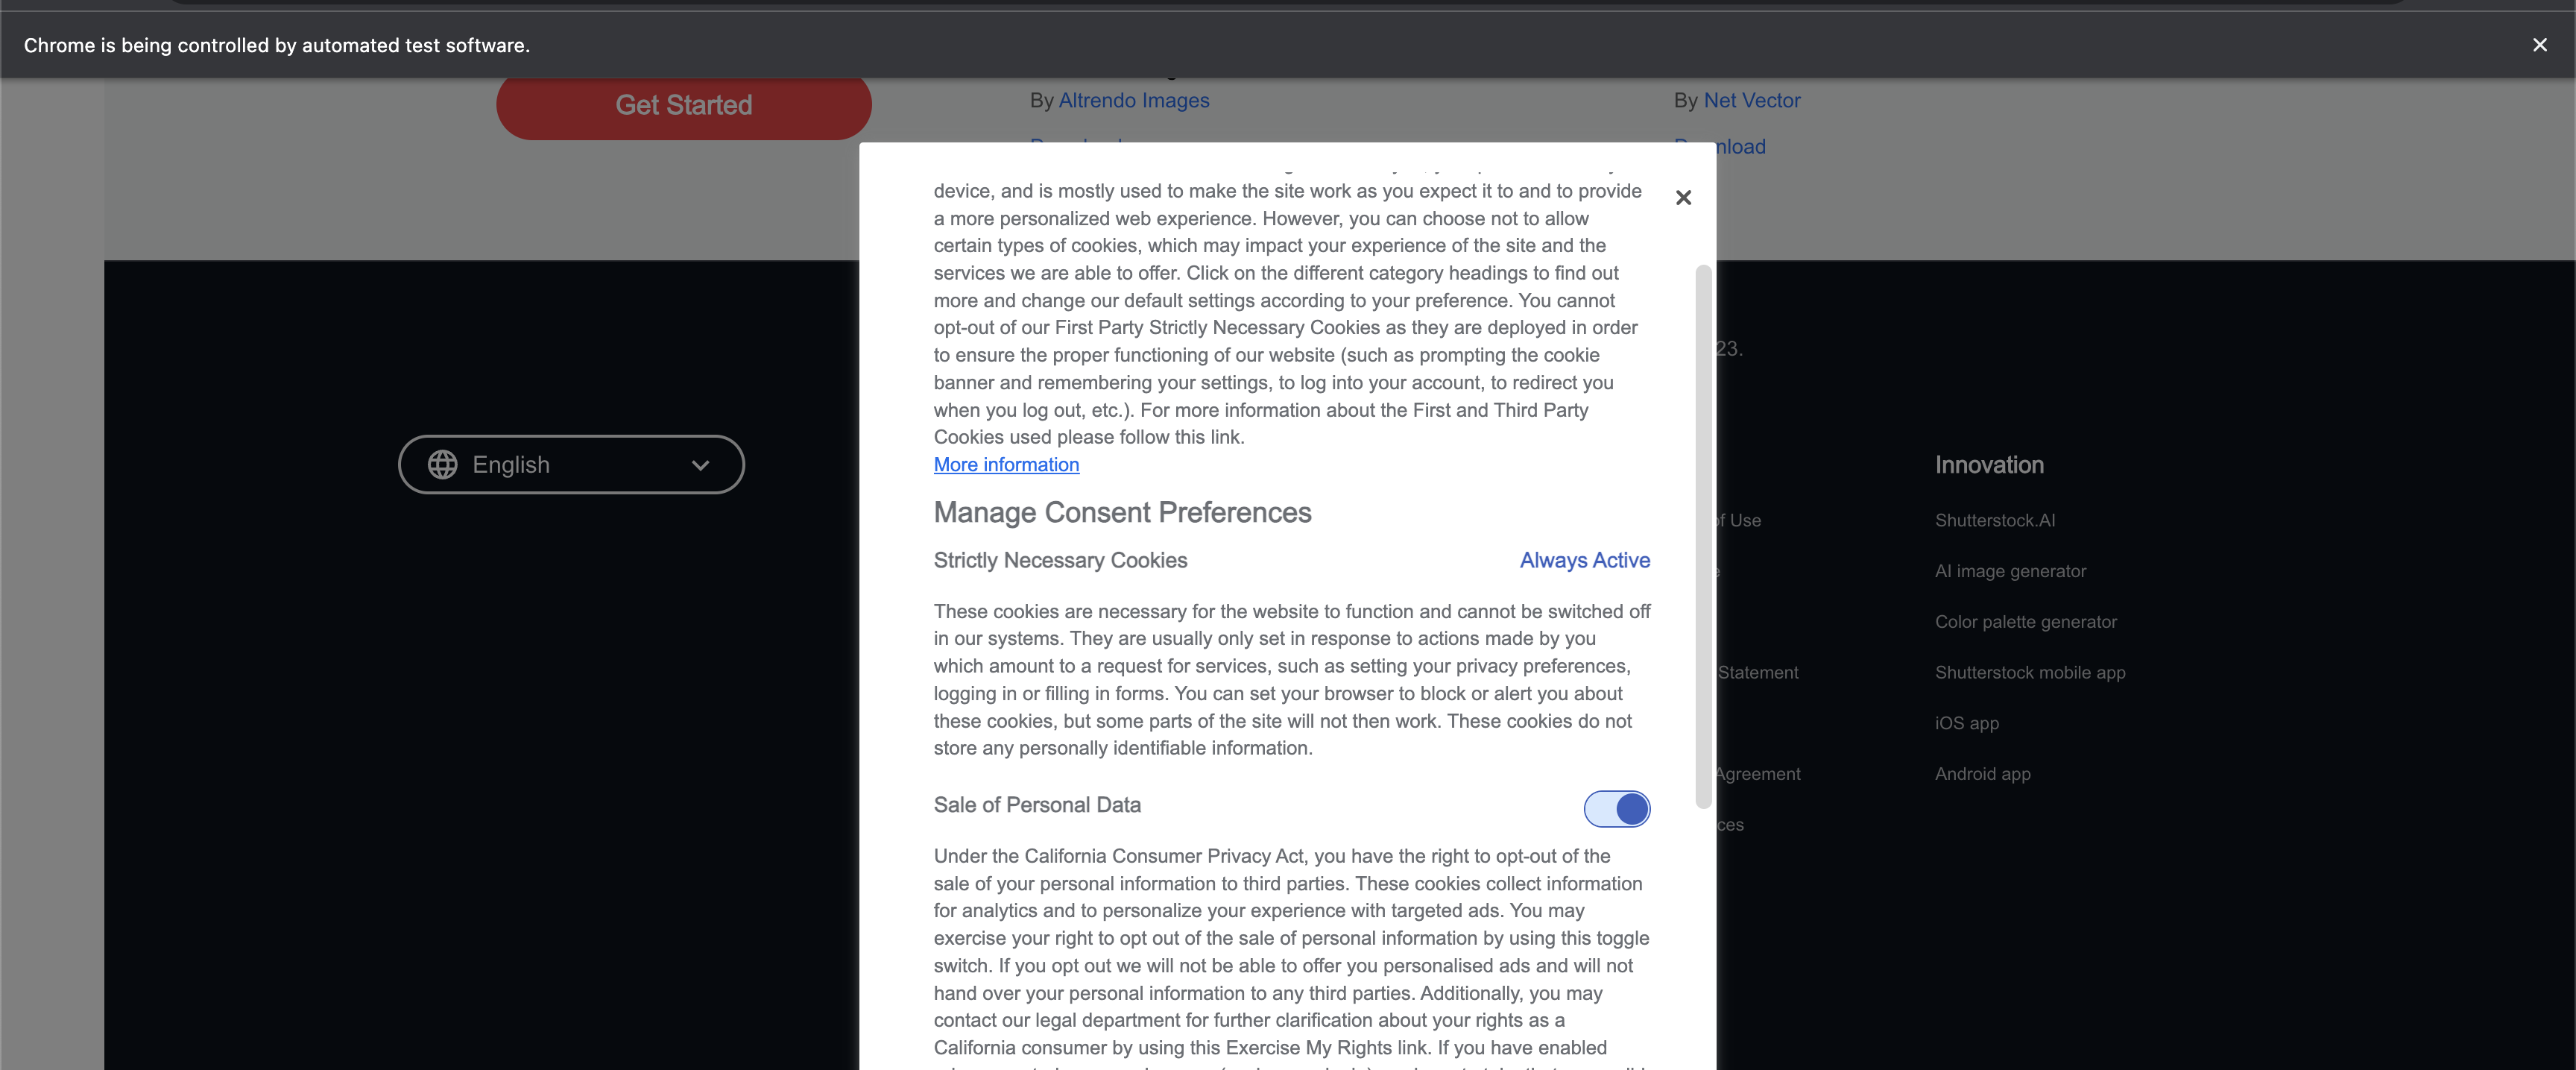 Chrome is being controlled by automated test software.
Get Started
By Altrendo Images
By Net Vector
Download
device, and is mostly used to make the site work as you expect it to and to provide
a more personalized web experience. However, you can choose not to allow
certain types of cookies, which may impact your experience of the site and the
services we are able to offer. Click on the different category headings to find out
more and change our default settings according to your preference. You cannot
opt-out of our First Party Strictly Necessary Cookies as they are deployed in order
to ensure the proper functioning of our website (such as prompting the cookie
banner and remembering your settings, to log into your account, to redirect you
when you log out, etc.). For more information about the First and Third Party
Cookies used please follow this link.
More information
Manage Consent Preferences
Strictly Necessary Cookies
Always Active
These cookies are necessary for the website to function and cannot be switched off
in our systems. They are usually only set in response to actions made by you
which amount to a request for services, such as setting your privacy preferences,
logging in or filling in forms. You can set your browser to block or alert you about
these cookies, but some parts of the site will not then work. These cookies do not
store any personally identifiable information.
Sale of Personal Data
Under the California Consumer Privacy Act, you have the right to opt-out of the
sale of your personal information to third parties. These cookies collect information
for analytics and to personalize your experience with targeted ads. You may
exercise your right to opt out of the sale of personal information by using this toggle
switch. If you opt out we will not be able to offer you personalised ads and will not
hand over your personal information to any third parties. Additionally, you may
contact our legal department for further clarification about your rights as a
California consumer by using this Exercise My Rights link. If you have enabled
English
23.
of Use
Statement
Agreement
ces
Innovation
Shutterstock.AI
AI image generator
Color palette generator
Shutterstock mobile app
iOS app
Android app